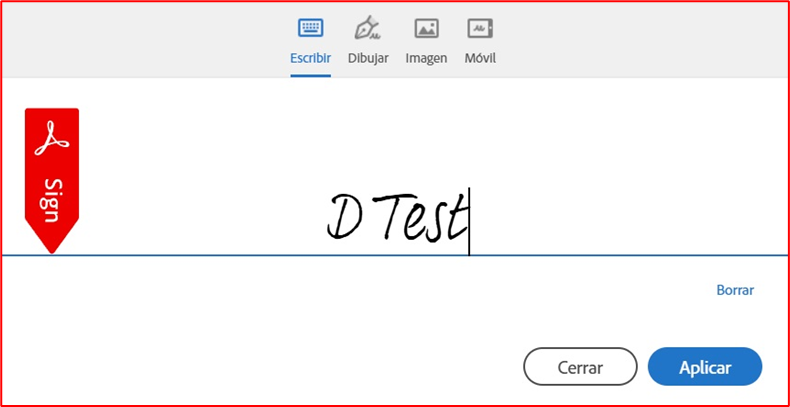 Escribir Dibujar Imagen Móvil
Sign
D Test
Borrar
Cerrar Aplicar